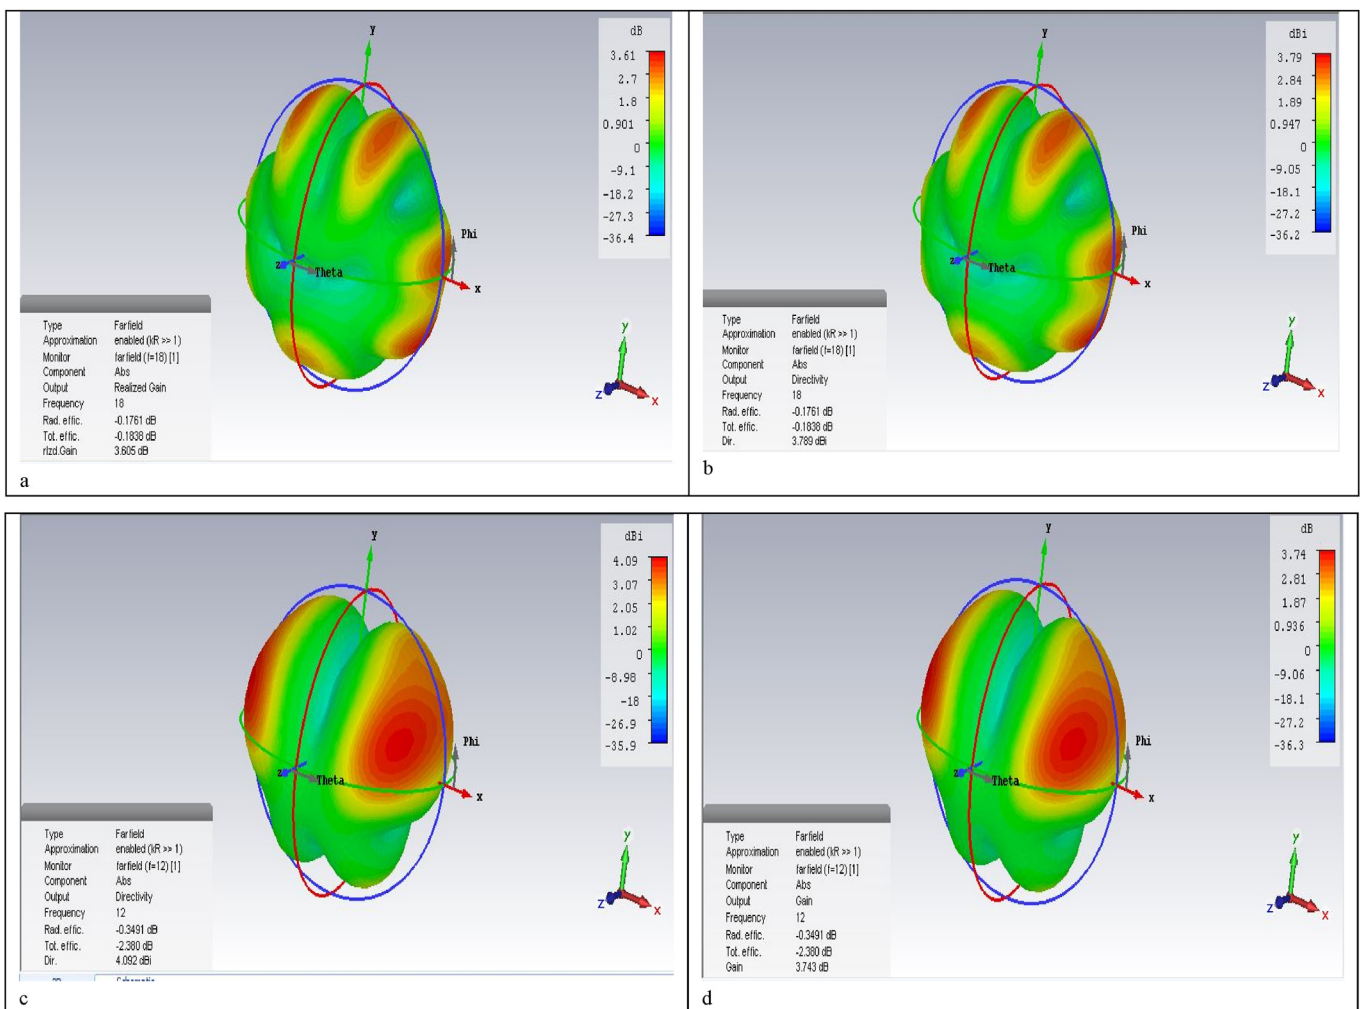 dB
3.61
2.7
1.8
0.901
0
-9.1
-18.2
-27.3
-36.4
y
Phi
z
Theta
x
Type Farfield
Approximation enabled (kR >> 1)
Monitor farfield (f=18) [1]
Component Abs
Output Realized Gain
Frequency 18
Rad. effic. -0.1761 dB
Tot. effic. -0.1838 dB
rlzd.Gain 3.605 dB
y
z x
a
dBi
3.79
2.84
1.89
0.947
0
-9.05
-18.1
-27.2
-36.2
y
Phi
z
Theta
x
Type Farfield
Approximation enabled (kR >> 1)
Monitor farfield (f=18) [1]
Component Abs
Output Directivity
Frequency 18
Rad. effic. -0.1761 dB
Tot. effic. -0.1838 dB
Dir. 3.789 dBi
y
z x
b
dBi
4.09
3.07
2.05
1.02
0
-8.98
-18
-26.9
-35.9
y
Phi
z
Theta
x
Type Farfield
Approximation enabled (kR >> 1)
Monitor farfield (f=12) [1]
Component Abs
Output Directivity
Frequency 12
Rad. effic. -0.3491 dB
Tot. effic. -2.380 dB
Dir. 4.092 dBi
y
z x
c
dB
3.74
2.81
1.87
0.936
0
-9.06
-18.1
-27.2
-36.3
y
Phi
z
Theta
x
Type Farfield
Approximation enabled (kR >> 1)
Monitor farfield (f=12) [1]
Component Abs
Output Gain
Frequency 12
Rad. effic. -0.3491 dB
Tot. effic. -2.380 dB
Gain 3.743 dB
y
z x
d